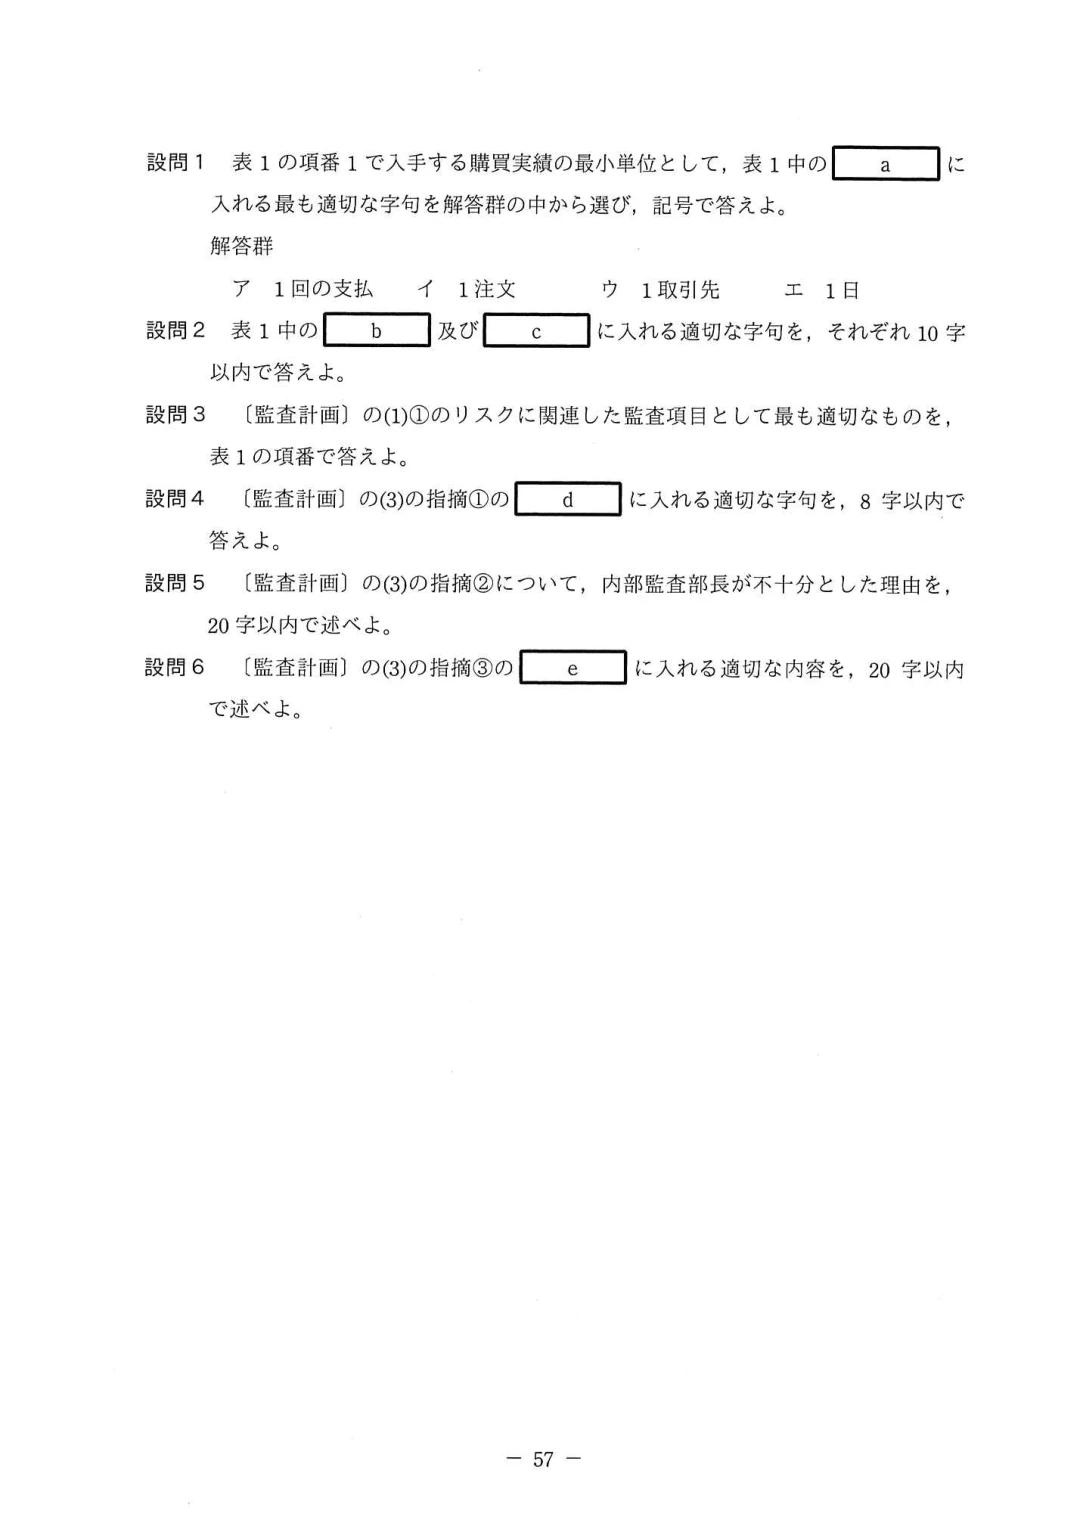 設問1 表1の項番1で入手する購買実績の最小単位として，表1中の a に
入れる最も適切な字句を解答群の中から選び，記号で答えよ。
解答群
ア 1回の支払 イ 1注文 ウ 1取引先 エ 1日
設問2 表1中の b 及び c に入れる適切な字句を，それぞれ10字
以内で答えよ。
設問3 〔監査計画〕の(1)①のリスクに関連した監査項目として最も適切なものを，
表1の項番で答えよ。
設問4 〔監査計画〕の(3)の指摘①の d に入れる適切な字句を，8字以内で
答えよ。
設問5 〔監査計画〕の(3)の指摘②について，内部監査部長が不十分とした理由を，
20字以内で述べよ。
設問6 〔監査計画〕の(3)の指摘③の e に入れる適切な内容を，20字以内
で述べよ。
－ 57 －